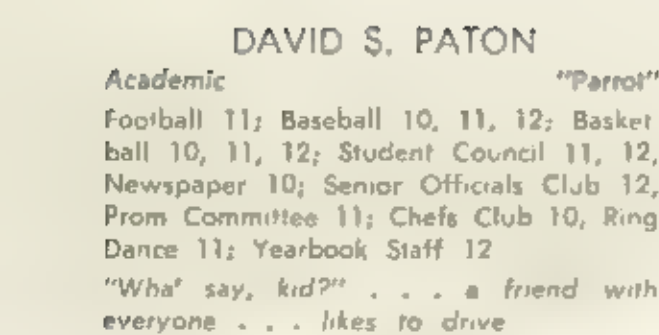 DAVID S. PATON
Academic "Parrot"
Football 11; Baseball 10, 11, 12; Basket
ball 10, 11, 12; Student Council 11, 12,
Newspaper 10; Senior Officials Club 12,
Prom Committee 11; Chefs Club 10, Ring
Dance 11; Yearbook Staff 12
"What say, kid?" . . . a friend with
everyone . . . likes to drive